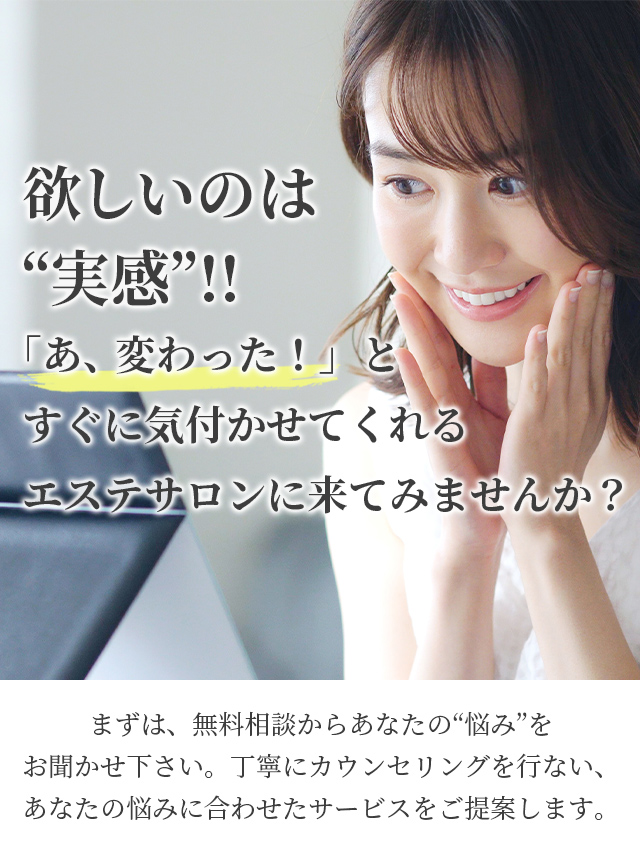 欲しいのは
“実感”!!
「あ、変わった！」と
すぐに気付かせてくれる
エステサロンに来てみませんか？
まずは、無料相談からあなたの“悩み”を
お聞かせ下さい。丁寧にカウンセリングを行ない、
あなたの悩みに合わせたサービスをご提案します。